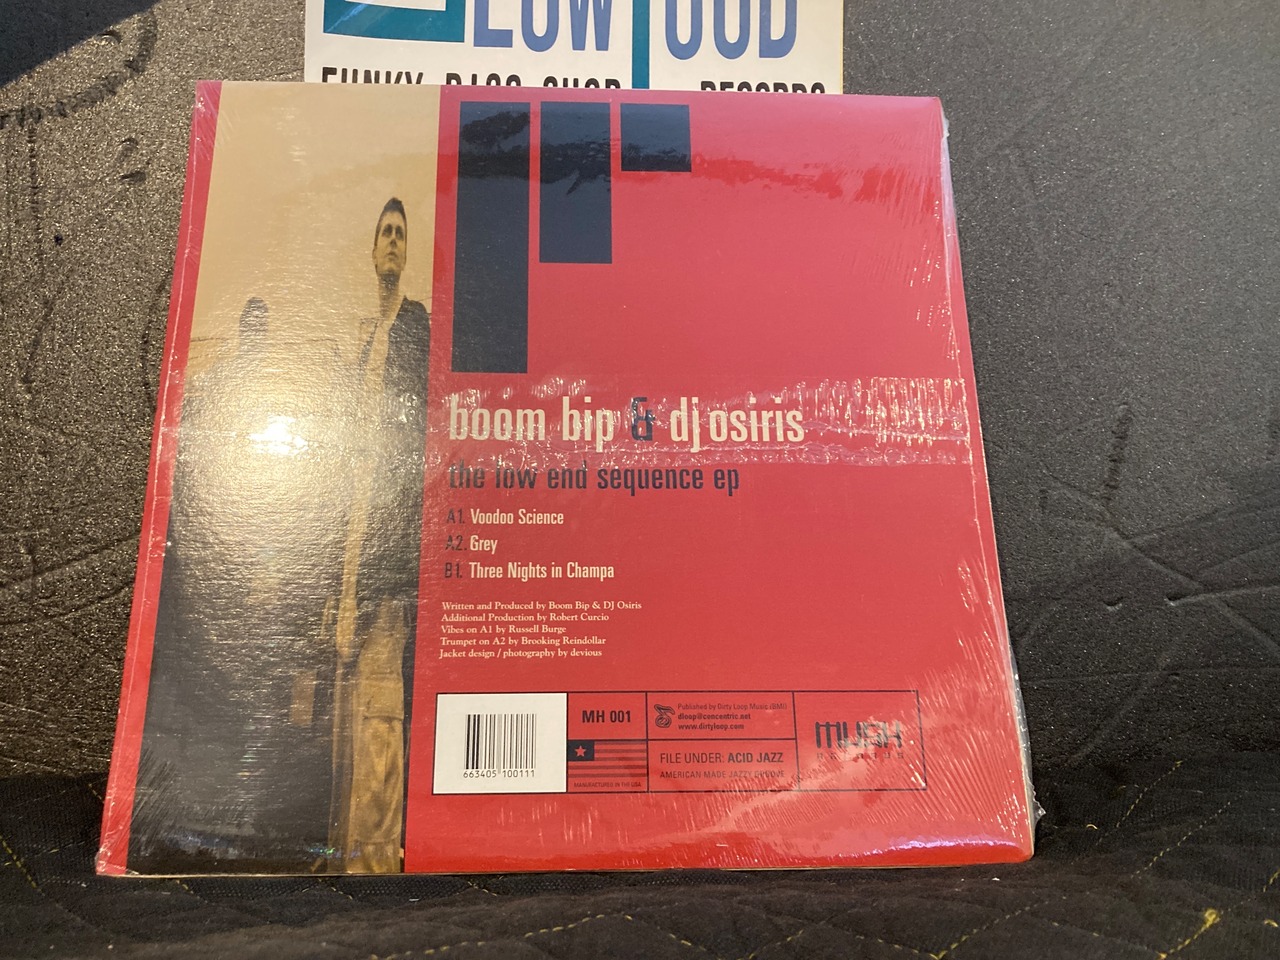 boom bip & dj osiris
the low end sequence ep
A1. Voodoo Science
A2. Grey
B1. Three Nights in Champa
Written and Produced by Boom Bip & DJ Osiris
Additional Production by Robert Curcio
Vibes on A1 by Russell Burge
Trumpet on A2 by Brooking Reindollar
Jacket design / photography by devious
663405 100111
MH 001
MANUFACTURED IN THE USA
Published by Dirty Loop Music (BMI)
dloop@concentric.net
www.dirtyloop.com
FILE UNDER: ACID JAZZ
AMERICAN MADE JAZZY GROOVE
RECORDS